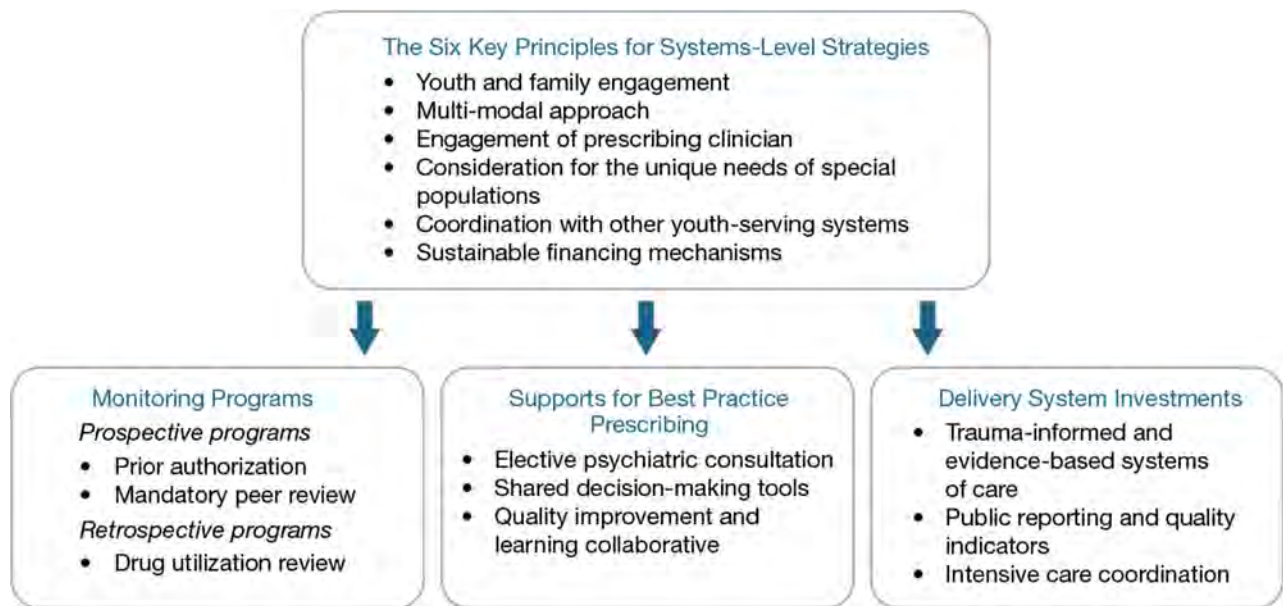 The Six Key Principles for Systems-Level Strategies
• Youth and family engagement
• Multi-modal approach
• Engagement of prescribing clinician
• Consideration for the unique needs of special
populations
• Coordination with other youth-serving systems
• Sustainable financing mechanisms
Monitoring Programs
Prospective programs
• Prior authorization
• Mandatory peer review
Retrospective programs
• Drug utilization review
Supports for Best Practice
Prescribing
• Elective psychiatric consultation
• Shared decision-making tools
• Quality improvement and
learning collaborative
Delivery System Investments
• Trauma-informed and
evidence-based systems
of care
• Public reporting and quality
indicators
• Intensive care coordination